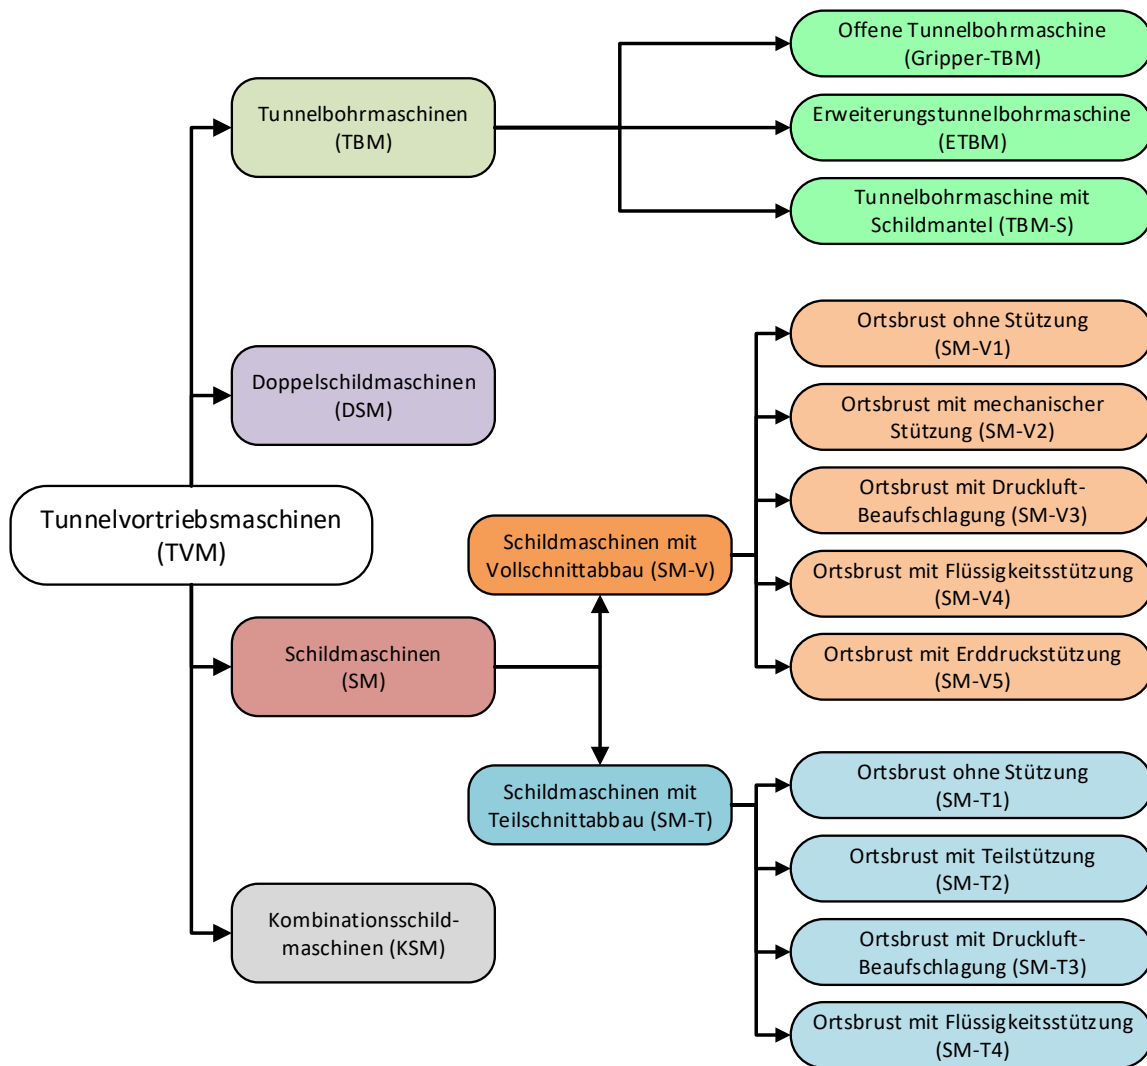 Tunnelvortriebsmaschinen
(TVM)
Tunnelbohrmaschinen
(TBM)
Offene Tunnelbohrmaschine
(Gripper-TBM)
Erweiterungstunnelbohrmaschine
(ETBM)
Tunnelbohrmaschine mit
Schildmantel (TBM-S)
Doppelschildmaschinen
(DSM)
Schildmaschinen
(SM)
Schildmaschinen mit
Vollschnittabbau (SM-V)
Ortsbrust ohne Stützung
(SM-V1)
Ortsbrust mit mechanischer
Stützung (SM-V2)
Ortsbrust mit Druckluft-
Beaufschlagung (SM-V3)
Ortsbrust mit Flüssigkeitsstützung
(SM-V4)
Ortsbrust mit Erddruckstützung
(SM-V5)
Schildmaschinen mit
Teilschnittabbau (SM-T)
Ortsbrust ohne Stützung
(SM-T1)
Ortsbrust mit Teilstützung
(SM-T2)
Ortsbrust mit Druckluft-
Beaufschlagung (SM-T3)
Ortsbrust mit Flüssigkeitsstützung
(SM-T4)
Kombinationsschild-
maschinen (KSM)